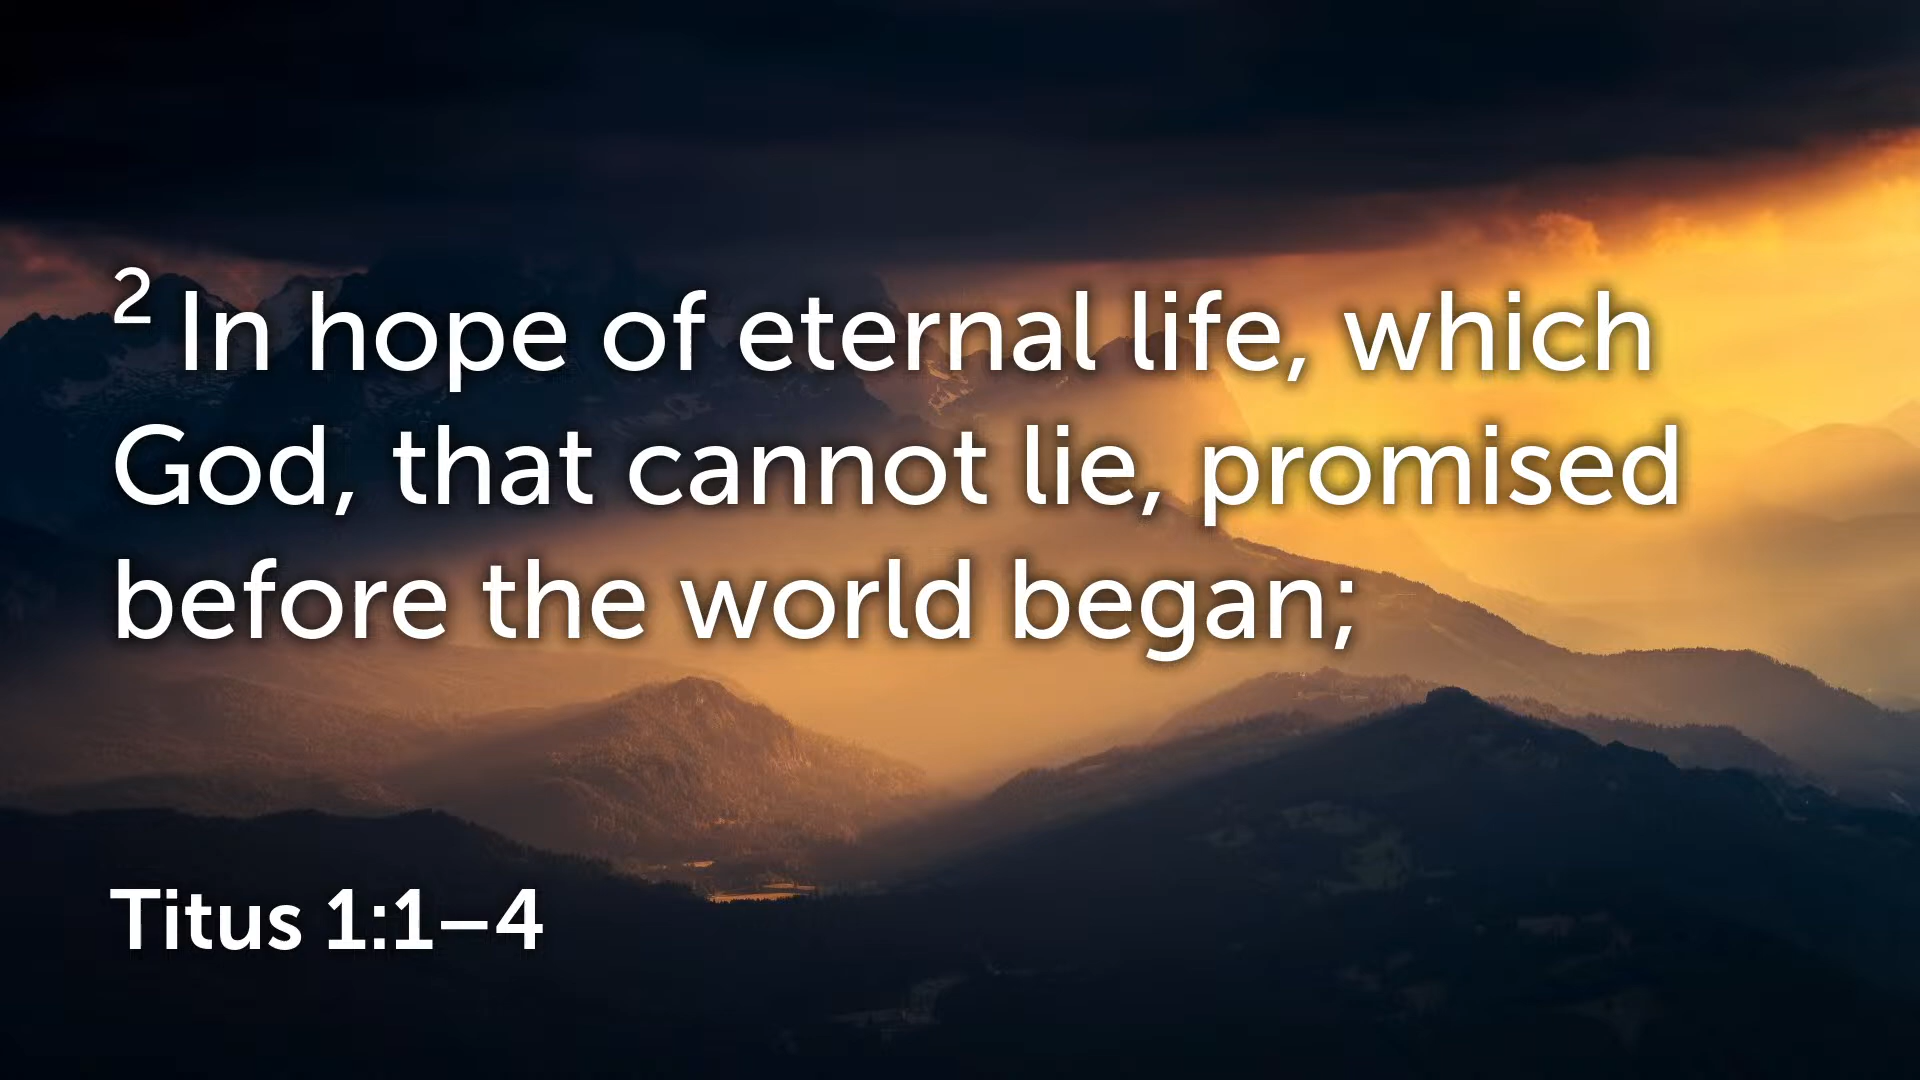 2 In hope of eternal life, which
God, that cannot lie, promised
before the world began;
Titus 1:1–4